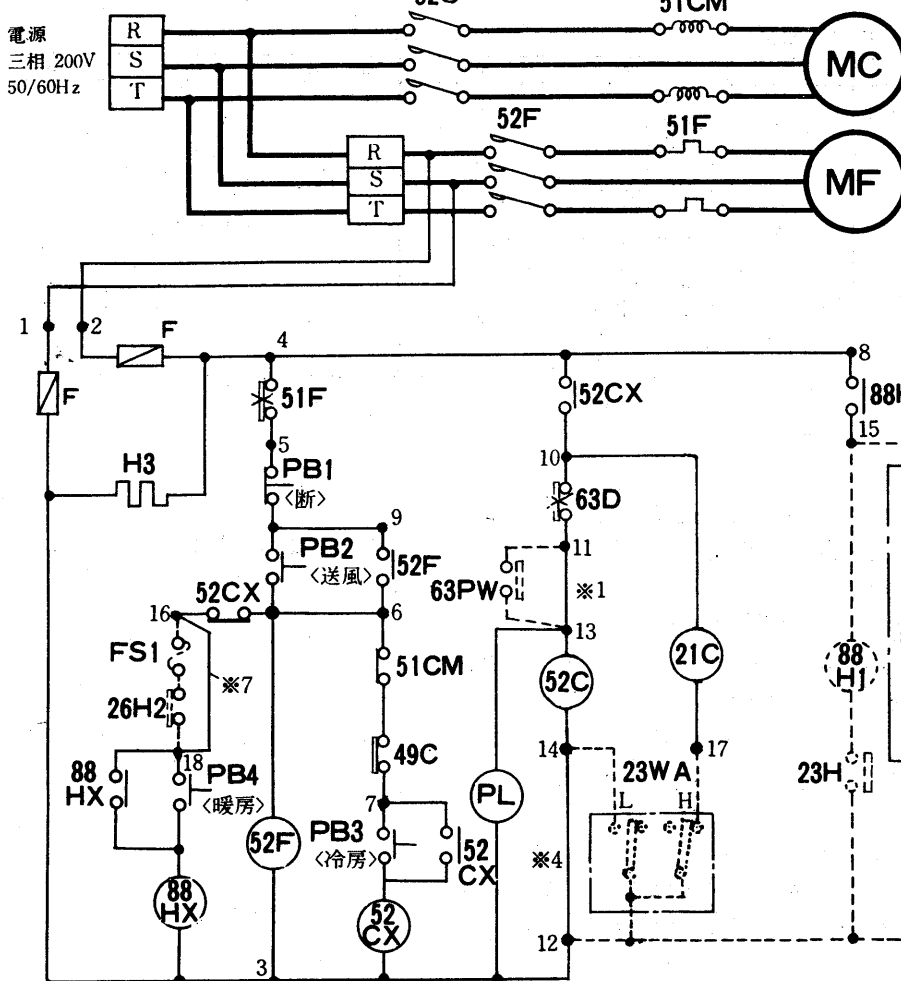 52C
51CM
電源
三相 200V
50/60Hz
R
S
T
MC
52F
51F
R
S
T
MF
1
2
F
4
8
F
51F
52CX
88H
5
15
H3
PB1
〈断〉
10
9
63D
PB2
〈送風〉
52F
11
63PW
※1
52CX
16
6
13
FS1
51CM
52C
21C
88
H1
※7
26H2
49C
14
17
18
88
HX
PB4
〈暖房〉
7
PL
23WA
L
H
23H
52F
PB3
〈冷房〉
52
CX
※4
88
HX
52
CX
12
3